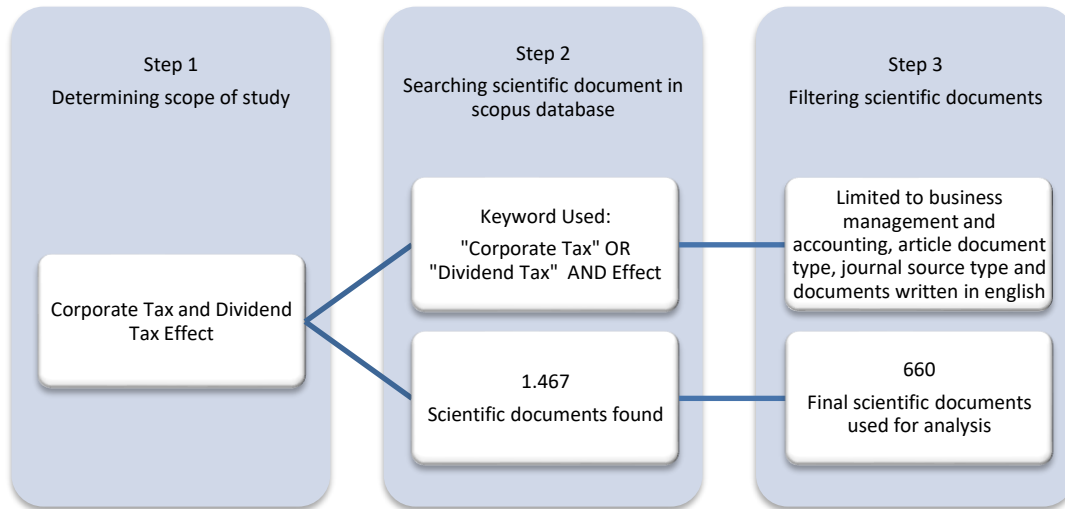 Step 1
Determining scope of study
Corporate Tax and Dividend
Tax Effect
Step 2
Searching scientific document in
scopus database
Keyword Used:
"Corporate Tax" OR
"Dividend Tax" AND Effect
1.467
Scientific documents found
Step 3
Filtering scientific documents
Limited to business
management and
accounting, article document
type, journal source type and
documents written in english
660
Final scientific documents
used for analysis